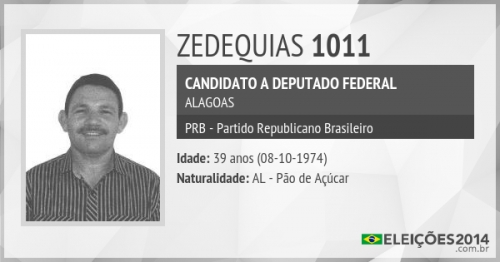 ZEDEQUIAS 1011
CANDIDATO A DEPUTADO FEDERAL
ALAGOAS
PRB - Partido Republicano Brasileiro
Idade: 39 anos (08-10-1974)
Naturalidade: AL - Pão de Açúcar
ELEIÇÕES2014
.com.br